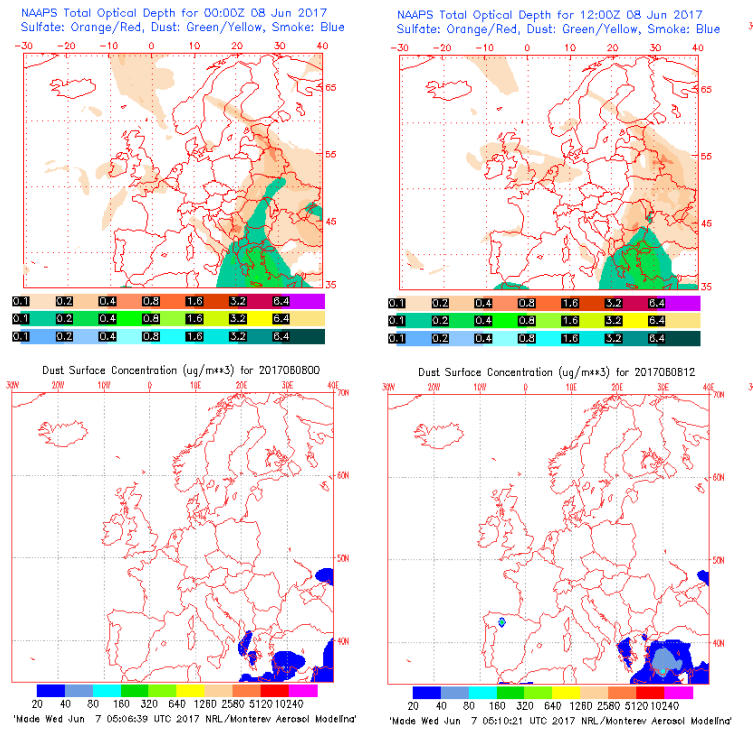 NAAPS Total Optical Depth for 00:00Z 08 Jun 2017
Sulfate: Orange/Red, Dust: Green/Yellow, Smoke: Blue
-30 -20 -10 0 10 20 30 40
65
55
45
35
0.1 0.2 0.4 0.8 1.6 3.2 6.4
0.1 0.2 0.4 0.8 1.6 3.2 6.4
0.1 0.2 0.4 0.8 1.6 3.2 6.4
NAAPS Total Optical Depth for 12:00Z 08 Jun 2017
Sulfate: Orange/Red, Dust: Green/Yellow, Smoke: Blue
-30 -20 -10 0 10 20 30 40
65
55
45
35
0.1 0.2 0.4 0.8 1.6 3.2 6.4
0.1 0.2 0.4 0.8 1.6 3.2 6.4
0.1 0.2 0.4 0.8 1.6 3.2 6.4
Dust Surface Concentration (ug/m**3) for 2017060800
30W 20W 10W 0 10E 20E 30E 40E
70N
60N
50N
40N
20 40 80 160 320 640 1280 2580 5120 10240
'Made Wed Jun 7 05:06:39 UTC 2017 NRL/Monterey Aerosol Modeling'
Dust Surface Concentration (ug/m**3) for 2017060812
30W 20W 10W 0 10E 20E 30E 40E
70N
60N
50N
40N
20 40 80 160 320 640 1280 2580 5120 10240
'Made Wed Jun 7 05:10:21 UTC 2017 NRL/Monterey Aerosol Modeling'